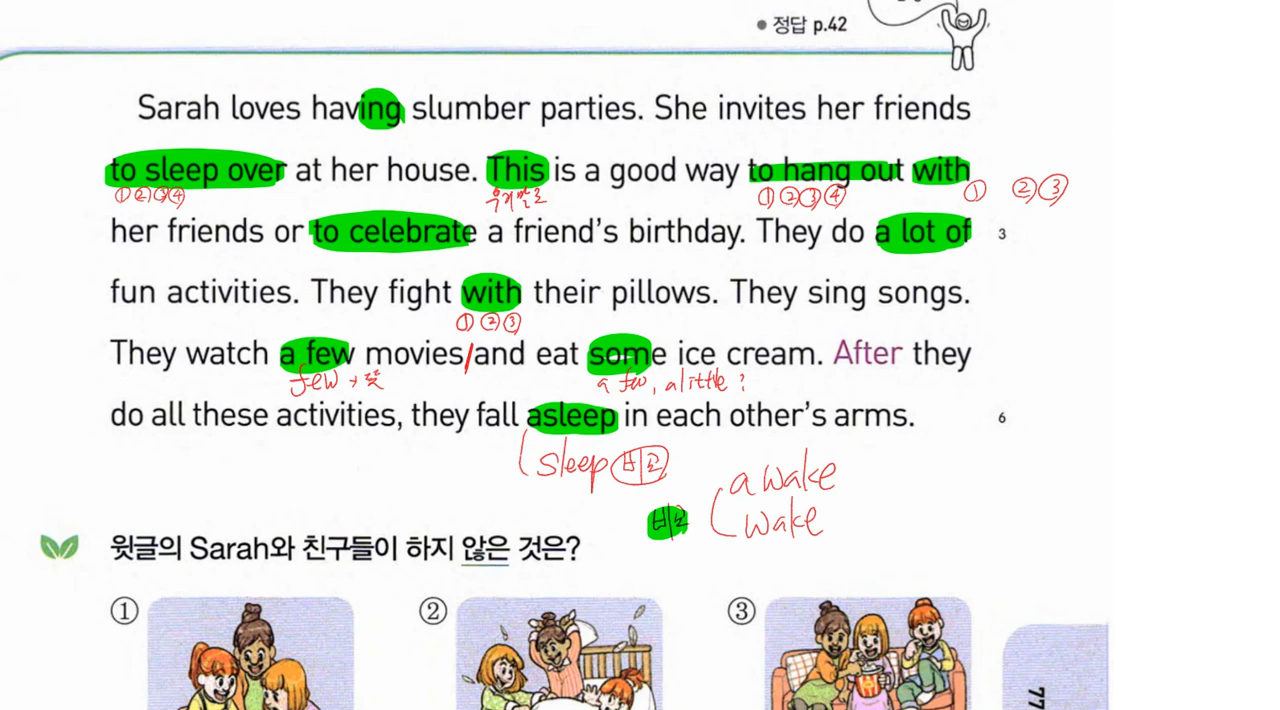 ● 정답 p.42
Sarah loves having slumber parties. She invites her friends
to sleep over at her house. This is a good way to hang out with
①②③④ 우리말로 ①②③④ ① ②③
her friends or to celebrate a friend's birthday. They do a lot of 3
fun activities. They fight with their pillows. They sing songs.
① ②③
They watch a few movies/and eat some ice cream. After they
few → a few, a little?
do all these activities, they fall asleep in each other's arms. 6
sleep 비교
awake
비교 wake
윗글의 Sarah와 친구들이 하지 않은 것은?
① ② ③
77